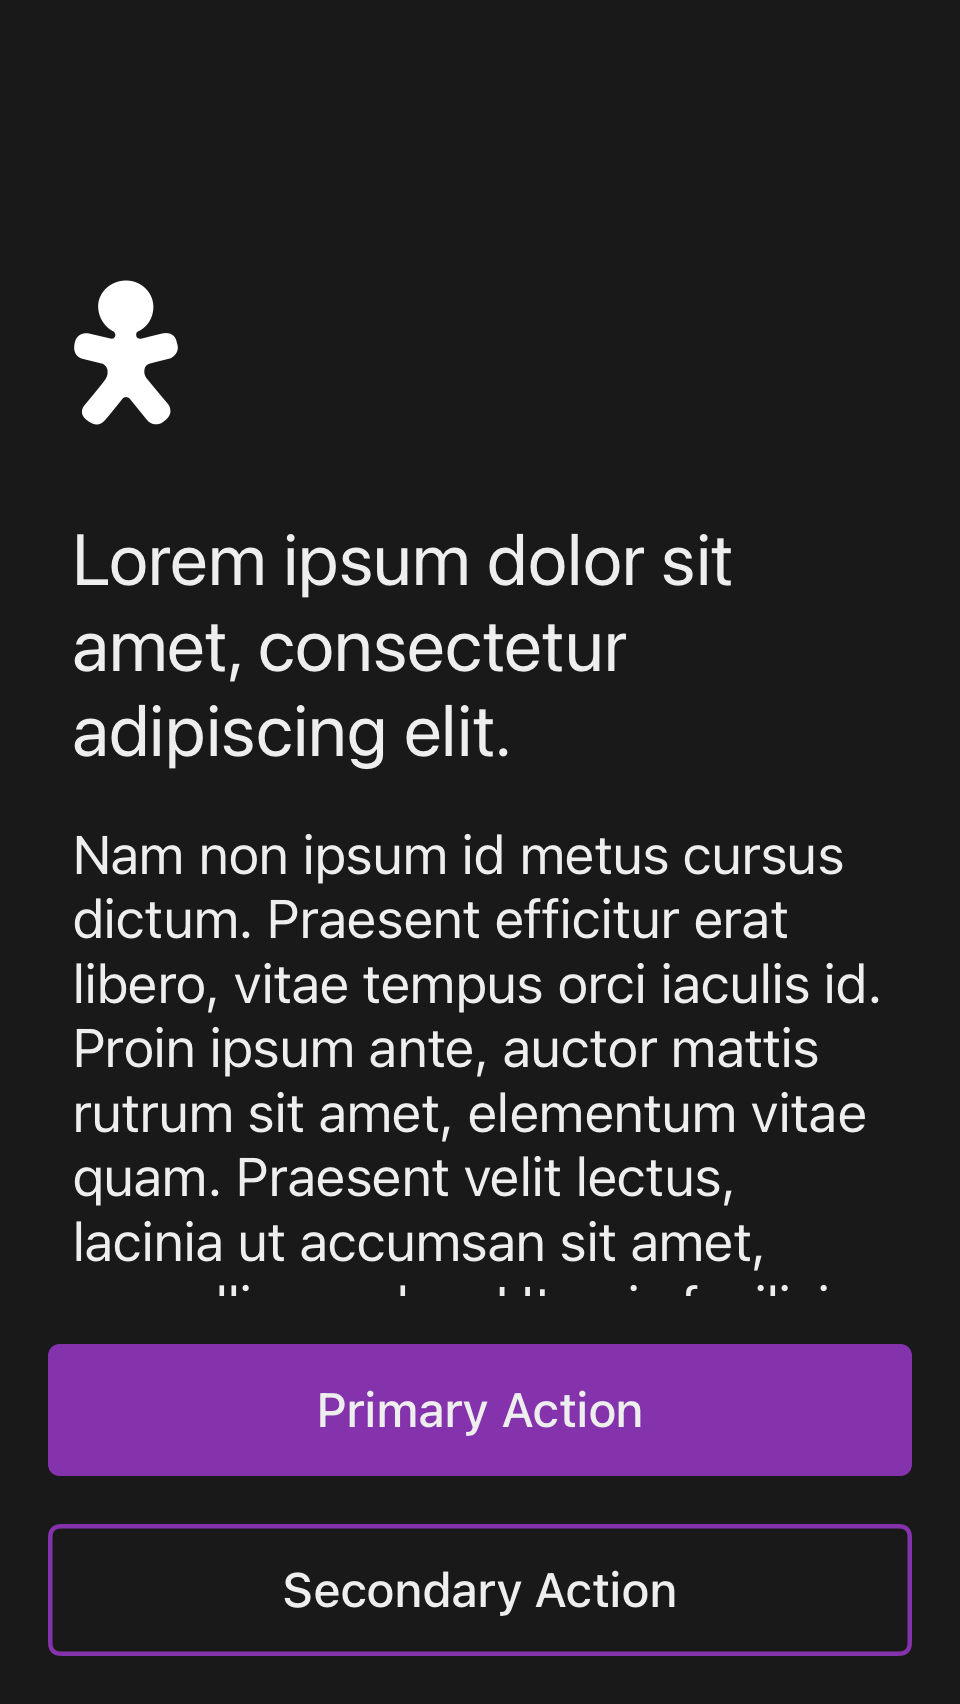 Lorem ipsum dolor sit
amet, consectetur
adipiscing elit.
Nam non ipsum id metus cursus
dictum. Praesent efficitur erat
libero, vitae tempus orci iaculis id.
Proin ipsum ante, auctor mattis
rutrum sit amet, elementum vitae
quam. Praesent velit lectus,
lacinia ut accumsan sit amet,
Primary Action
Secondary Action